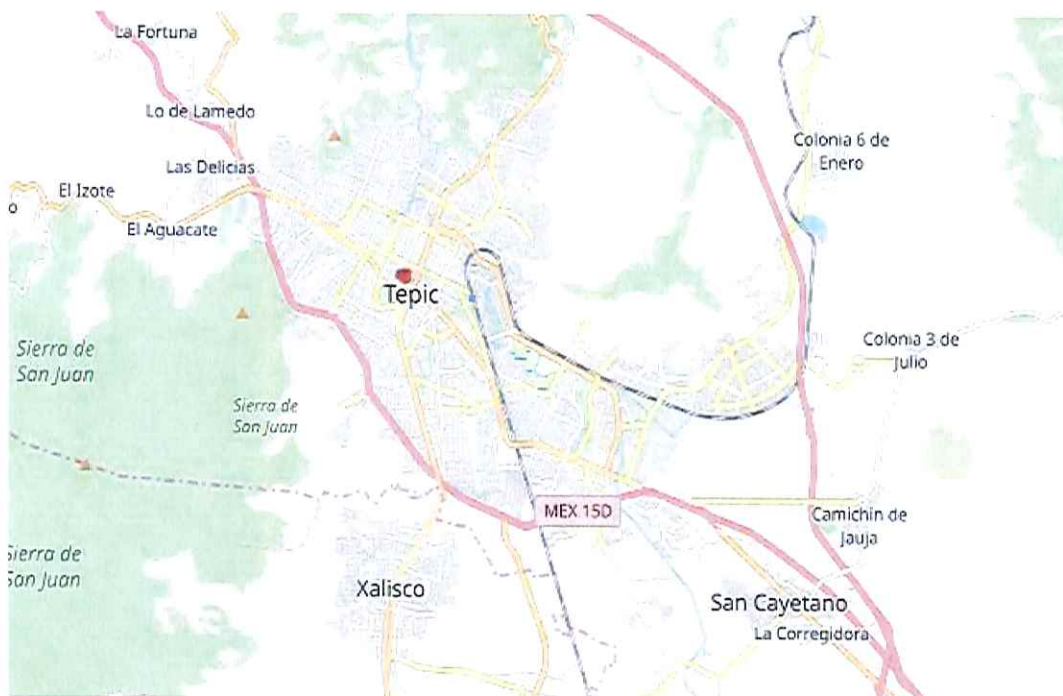 La Fortuna
Lo de Lamedo
Las Delicias
El Izote
o
El Aguacate
Colonia 6 de
Enero
Tepic
Sierra de
San Juan
Sierra de
San Juan
Colonia 3 de
Julio
MEX 15D
Camichin de
Jauja
Sierra de
San Juan
Xalisco
San Cayetano
La Corregidora